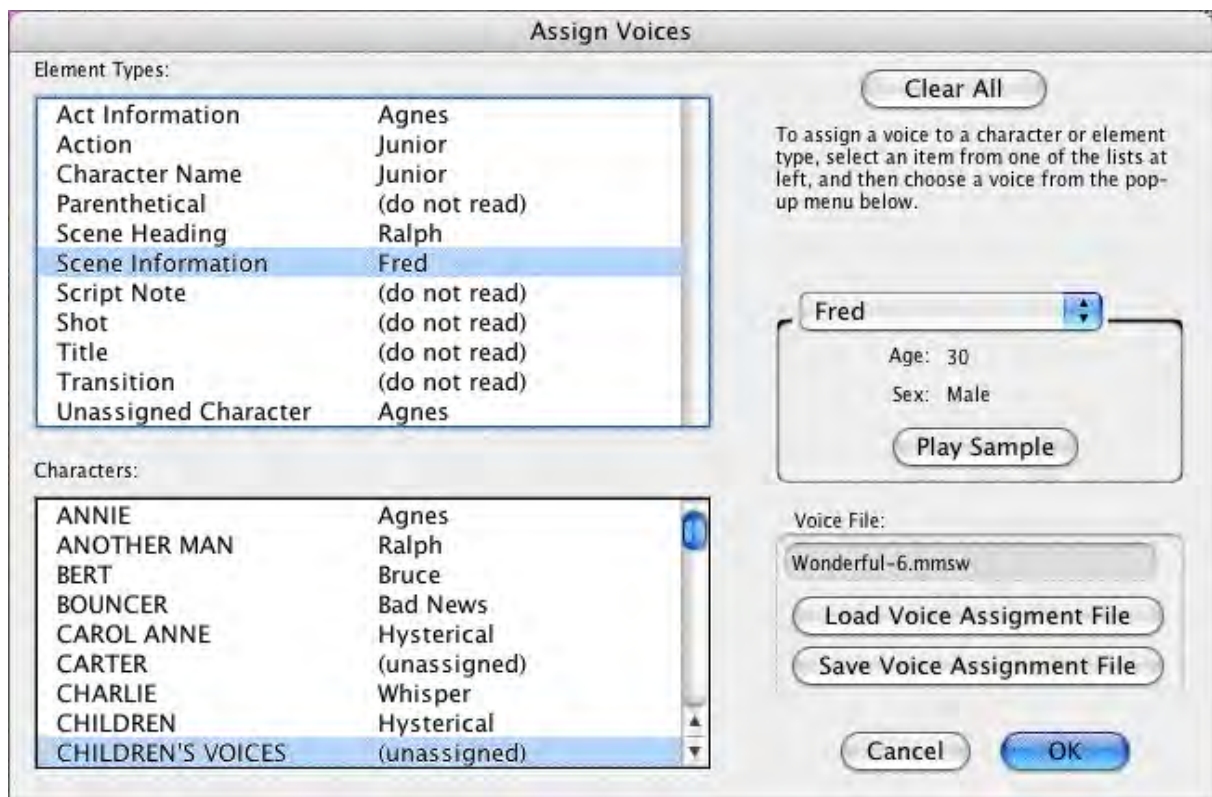 Assign Voices
Element Types:
Act Information Agnes
Action Junior
Character Name Junior
Parenthetical (do not read)
Scene Heading Ralph
Scene Information Fred
Script Note (do not read)
Shot (do not read)
Title (do not read)
Transition (do not read)
Unassigned Character Agnes
Characters:
ANNIE Agnes
ANOTHER MAN Ralph
BERT Bruce
BOUNCER Bad News
CAROL ANNE Hysterical
CARTER (unassigned)
CHARLIE Whisper
CHILDREN Hysterical
CHILDREN'S VOICES (unassigned)
Clear All
To assign a voice to a character or element
type, select an item from one of the lists at
left, and then choose a voice from the pop-
up menu below.
Fred
Age: 30
Sex: Male
Play Sample
Voice File:
Wonderful-6.mmsw
Load Voice Assigment File
Save Voice Assignment File
Cancel
OK